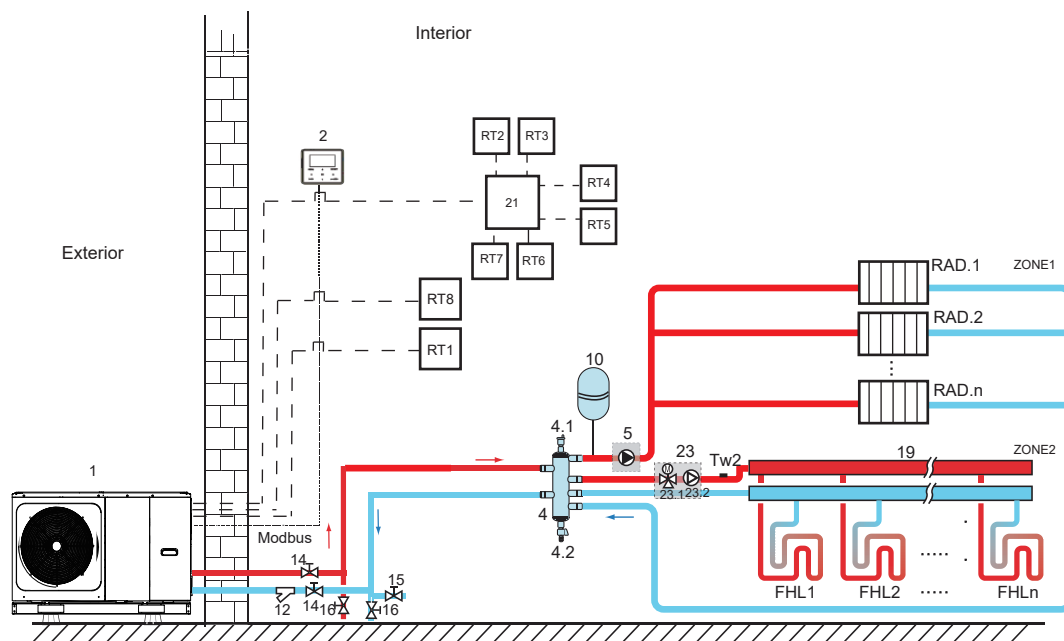 Interior
Exterior
2
RT2
RT3
RT4
21
RT5
RT7
RT6
RT8
RT1
RAD.1
ZONE1
RAD.2
⋮
RAD.n
10
4.1
5
23
Tw2
19
ZONE2
M
23.1
23.2
4
4.2
1
Modbus
14
15
12
14
16
16
FHL1
FHL2
.....
FHLn
.....